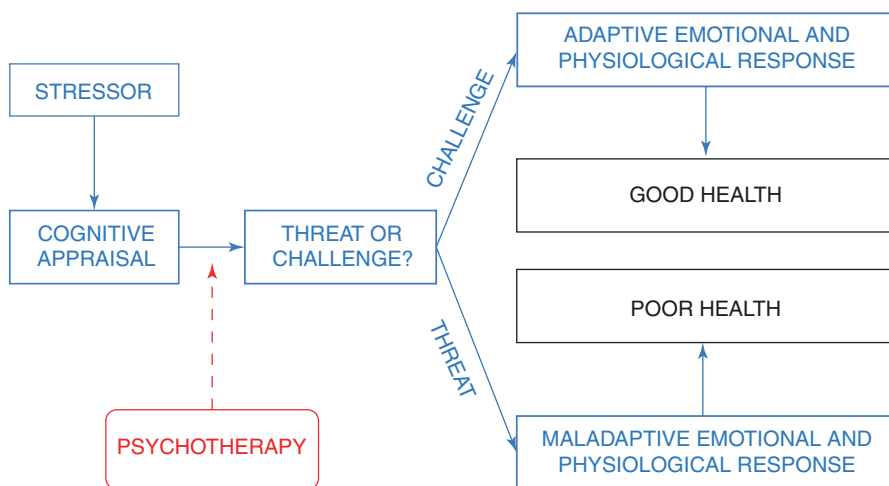 STRESSOR
COGNITIVE
APPRAISAL
THREAT OR
CHALLENGE?
PSYCHOTHERAPY
CHALLENGE
THREAT
ADAPTIVE EMOTIONAL AND
PHYSIOLOGICAL RESPONSE
GOOD HEALTH
POOR HEALTH
MALADAPTIVE EMOTIONAL AND
PHYSIOLOGICAL RESPONSE